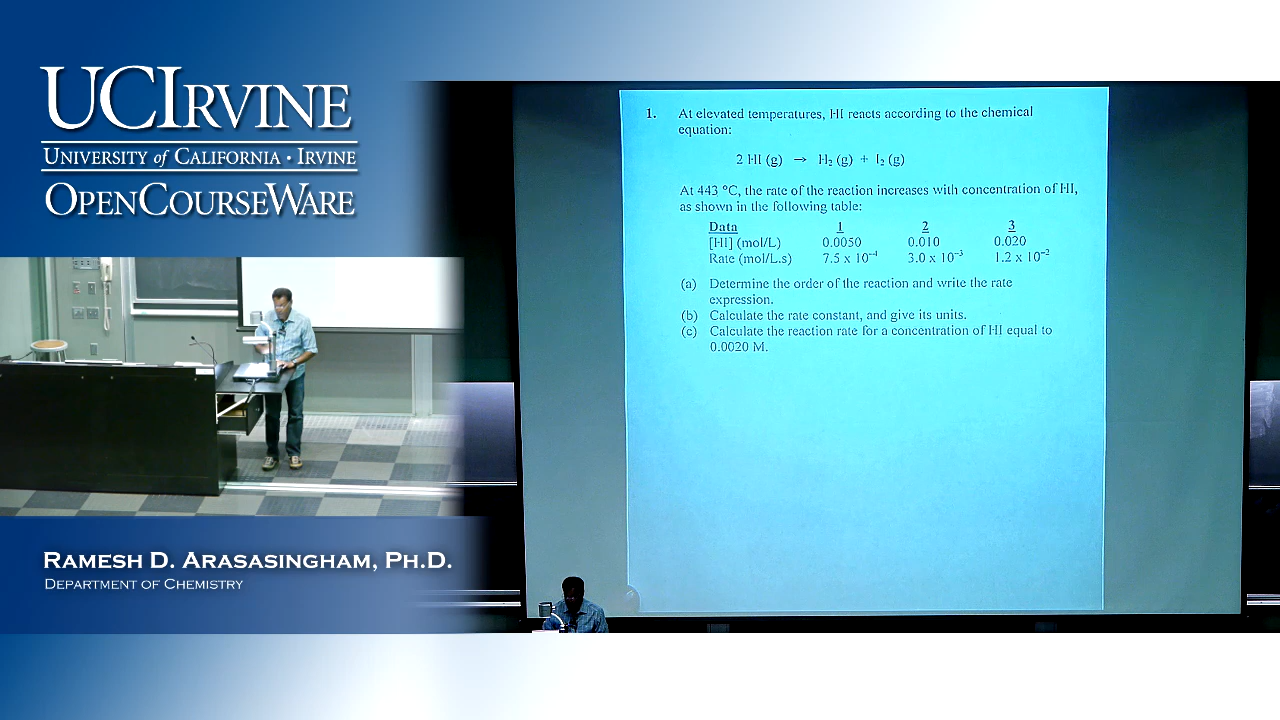 UCIRVINE
UNIVERSITY of CALIFORNIA · IRVINE
OPENCOURSEWARE
RAMESH D. ARASASINGHAM, PH.D.
DEPARTMENT OF CHEMISTRY
1. At elevated temperatures, HI reacts according to the chemical
equation:
2 HI (g) → H₂ (g) + I₂ (g)
At 443 °C, the rate of the reaction increases with concentration of HI,
as shown in the following table:
Data 1 2 3
[HI] (mol/L) 0.0050 0.010 0.020
Rate (mol/L.s) 7.5 x 10⁻⁴ 3.0 x 10⁻³ 1.2 x 10⁻²
(a) Determine the order of the reaction and write the rate
expression.
(b) Calculate the rate constant, and give its units.
(c) Calculate the reaction rate for a concentration of HI equal to
0.0020 M.